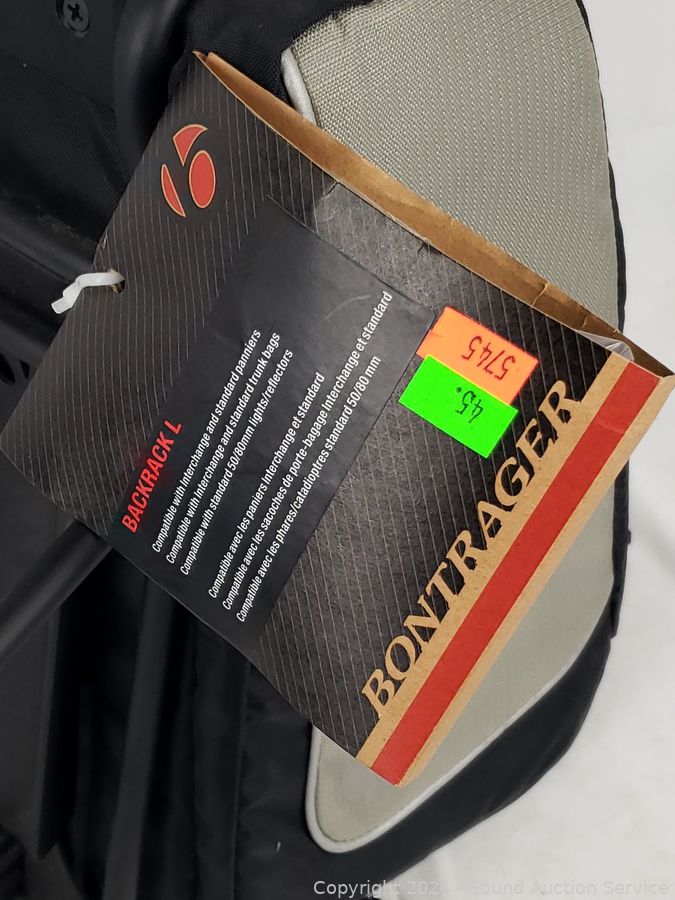 BACKRACK L
Compatible with Interchange and standard panniers
Compatible with Interchange and standard trunk bags
Compatible with standard 50/80mm lights/reflectors
Compatible avec les paniers Interchange et standard
Compatible avec les sacoches de porte-bagage Interchange et standard
Compatible avec les phares/catadioptres standard 50/80 mm
5745
45.
BONTRAGER
Sound Auction Service
Copyright